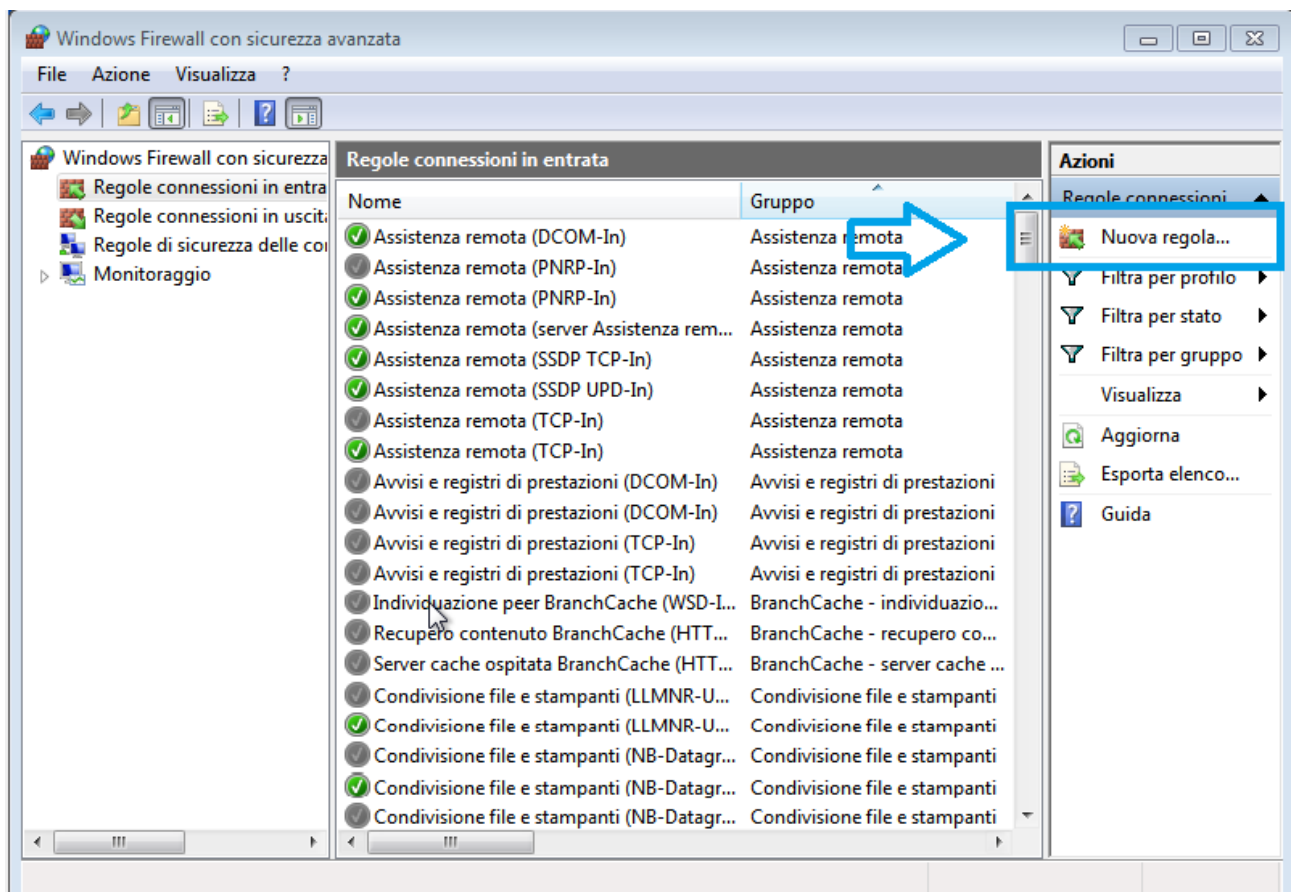 Windows Firewall con sicurezza avanzata
File Azione Visualizza ?
Windows Firewall con sicurezza
Regole connessioni in entra
Regole connessioni in uscit
Regole di sicurezza delle con
Monitoraggio
Regole connessioni in entrata
Nome Gruppo
Assistenza remota (DCOM-In) Assistenza remota
Assistenza remota (PNRP-In) Assistenza remota
Assistenza remota (PNRP-In) Assistenza remota
Assistenza remota (server Assistenza rem... Assistenza remota
Assistenza remota (SSDP TCP-In) Assistenza remota
Assistenza remota (SSDP UPD-In) Assistenza remota
Assistenza remota (TCP-In) Assistenza remota
Assistenza remota (TCP-In) Assistenza remota
Avvisi e registri di prestazioni (DCOM-In) Avvisi e registri di prestazioni
Avvisi e registri di prestazioni (DCOM-In) Avvisi e registri di prestazioni
Avvisi e registri di prestazioni (TCP-In) Avvisi e registri di prestazioni
Avvisi e registri di prestazioni (TCP-In) Avvisi e registri di prestazioni
Individuazione peer BranchCache (WSD-I... BranchCache - individuazio...
Recupero contenuto BranchCache (HTT... BranchCache - recupero co...
Server cache ospitata BranchCache (HTT... BranchCache - server cache ...
Condivisione file e stampanti (LLMNR-U... Condivisione file e stampanti
Condivisione file e stampanti (LLMNR-U... Condivisione file e stampanti
Condivisione file e stampanti (NB-Datagr... Condivisione file e stampanti
Condivisione file e stampanti (NB-Datagr... Condivisione file e stampanti
Condivisione file e stampanti (NB-Datagr... Condivisione file e stampanti
Azioni
Regole connessioni
Nuova regola...
Filtra per profilo
Filtra per stato
Filtra per gruppo
Visualizza
Aggiorna
Esporta elenco...
Guida